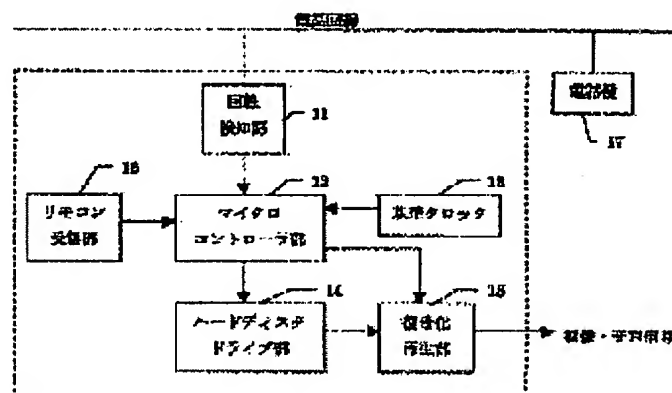 電話回線
回線
検知部
11
電話機
17
リモコン
受信部
マイクロ
コントローラ部
12
基準クロック
ハードディスク
ドライブ部
14
復号化
再生部
15
映像・音声信号